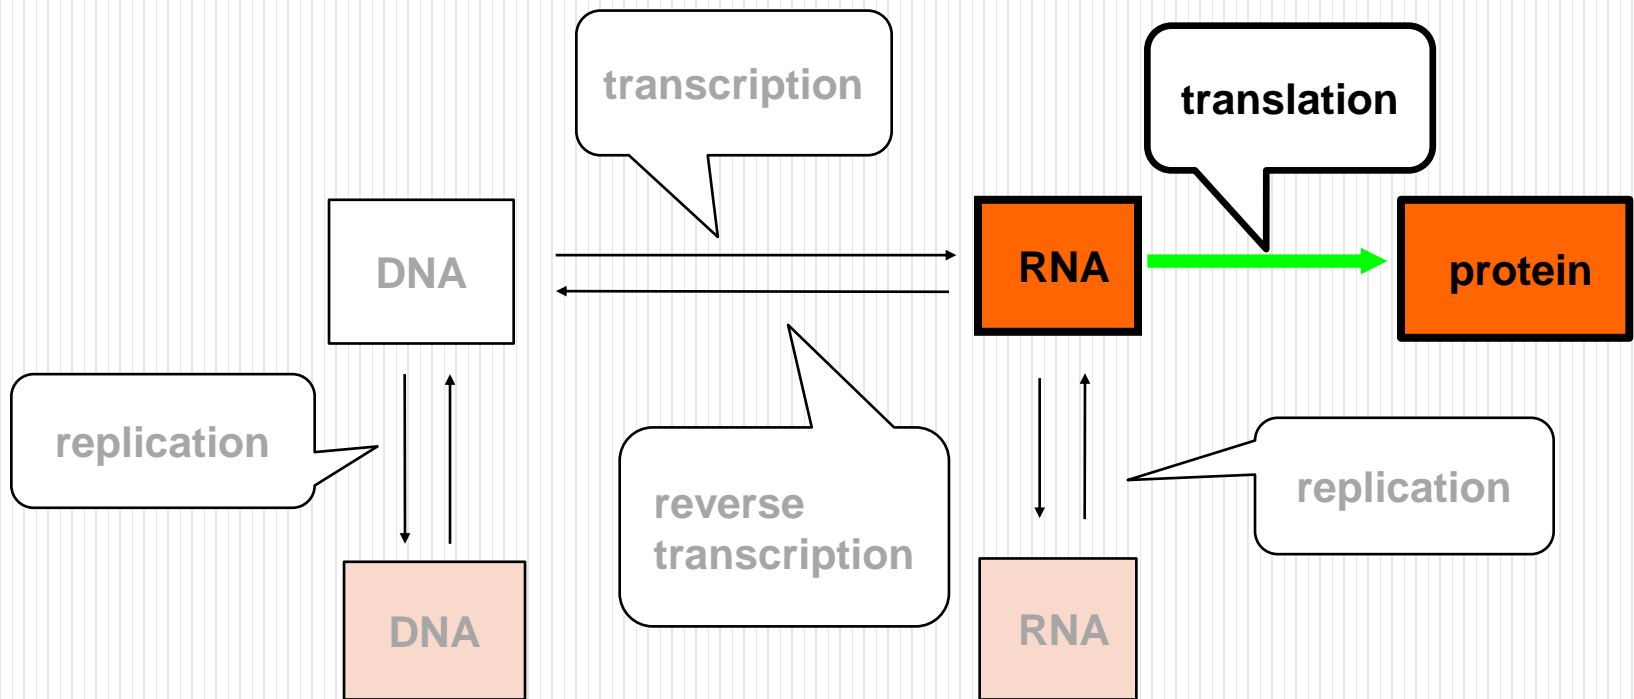 transcription
translation
DNA
RNA
protein
replication
reverse
transcription
replication
DNA
RNA